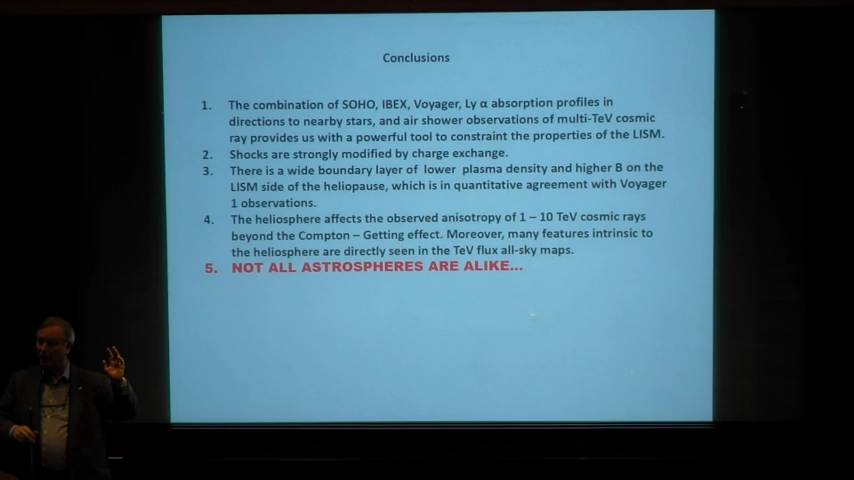 Conclusions
1. The combination of SOHO, IBEX, Voyager, Ly α absorption profiles in
directions to nearby stars, and air shower observations of multi-TeV cosmic
ray provides us with a powerful tool to constraint the properties of the LISM.
2. Shocks are strongly modified by charge exchange.
3. There is a wide boundary layer of lower plasma density and higher B on the
LISM side of the heliopause, which is in quantitative agreement with Voyager
1 observations.
4. The heliosphere affects the observed anisotropy of 1 – 10 TeV cosmic rays
beyond the Compton – Getting effect. Moreover, many features intrinsic to
the heliosphere are directly seen in the TeV flux all-sky maps.
5. NOT ALL ASTROSPHERES ARE ALIKE...